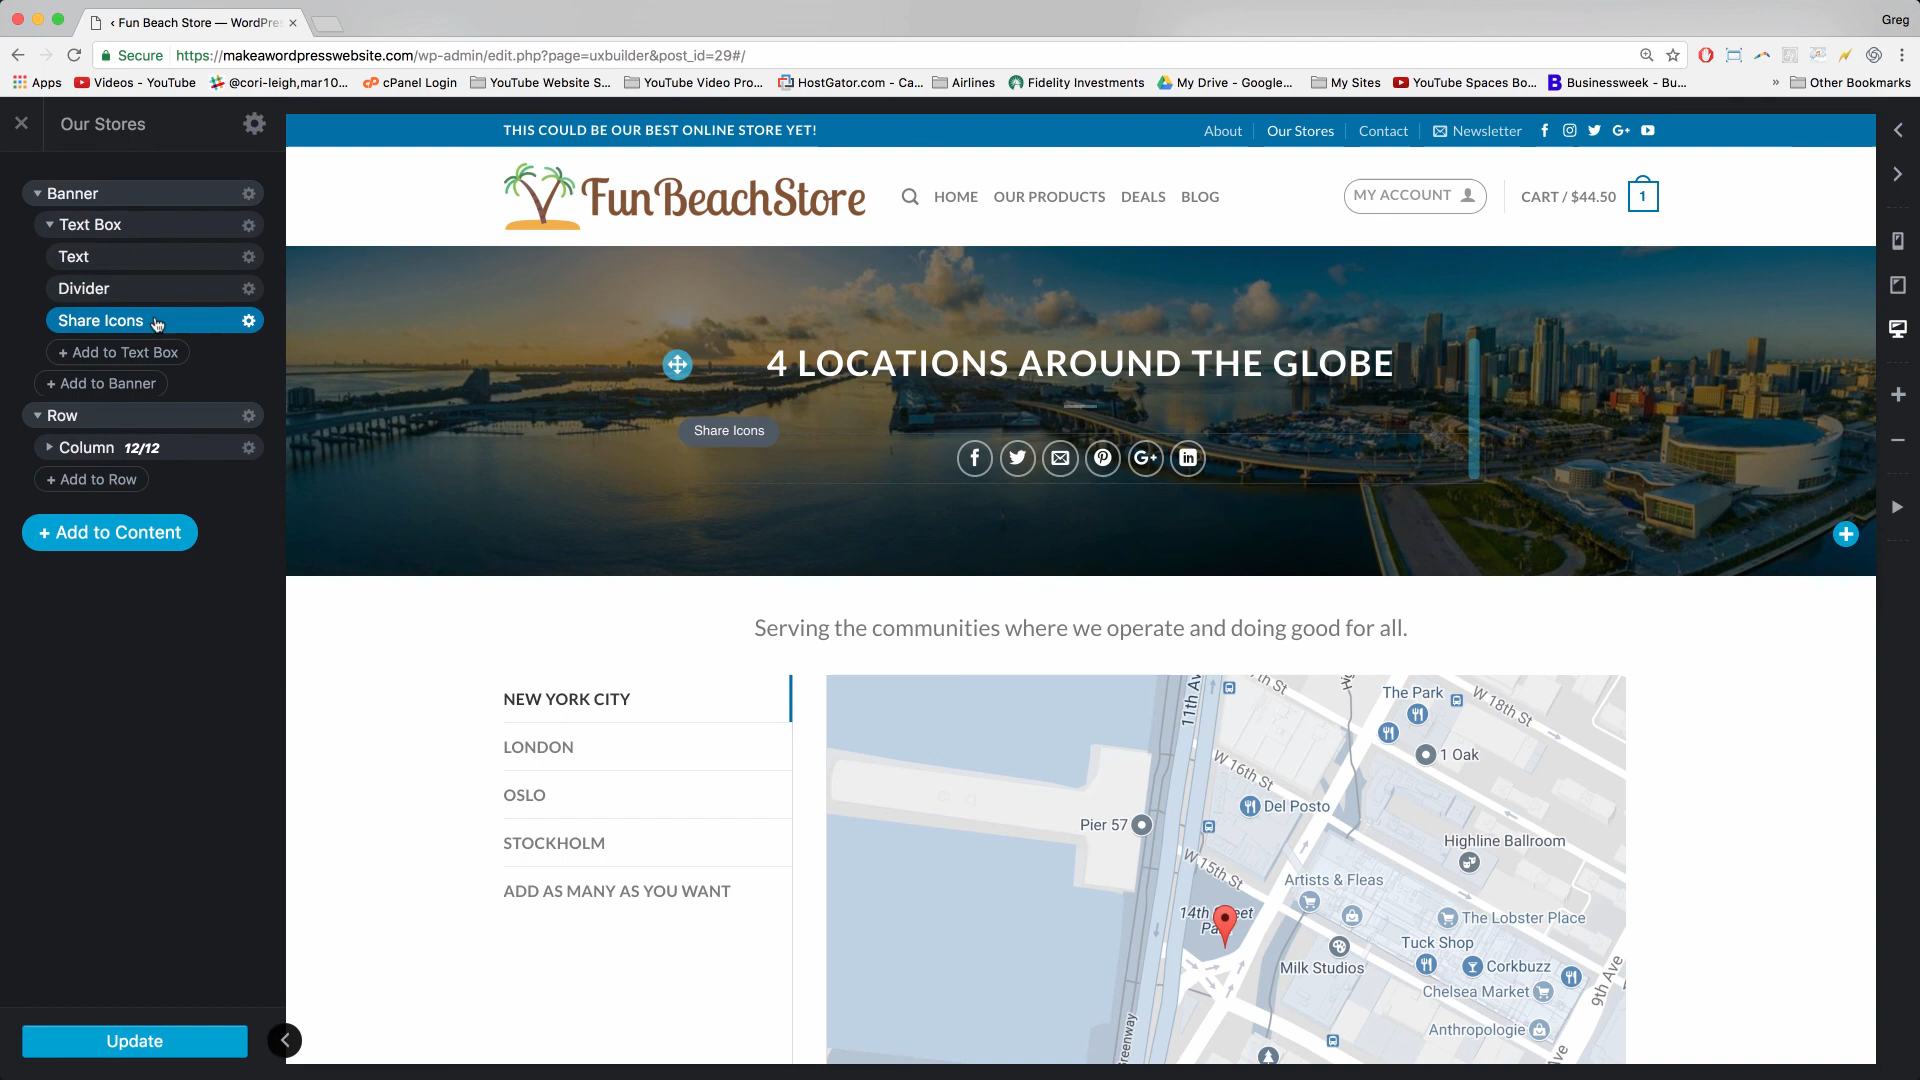 ‹ Fun Beach Store — WordPres
Greg
Secure https://makeawordpresswebsite.com/wp-admin/edit.php?page=uxbuilder&post_id=29#/
Apps Videos - YouTube @cori-leigh,mar10... cPanel Login YouTube Website S... YouTube Video Pro... HostGator.com - Ca... Airlines Fidelity Investments My Drive - Google... My Sites YouTube Spaces Bo... Businessweek - Bu... » Other Bookmarks
Our Stores
THIS COULD BE OUR BEST ONLINE STORE YET!
About Our Stores Contact Newsletter
FunBeachStore
HOME OUR PRODUCTS DEALS BLOG
MY ACCOUNT CART / $44.50 1
Banner
Text Box
Text
Divider
Share Icons
+ Add to Text Box
+ Add to Banner
Row
Column 12/12
+ Add to Row
+ Add to Content
Update
4 LOCATIONS AROUND THE GLOBE
Share Icons
Serving the communities where we operate and doing good for all.
NEW YORK CITY
LONDON
OSLO
STOCKHOLM
ADD AS MANY AS YOU WANT
11th Av
The Park
W 18th St
1 Oak
W 16th St
Del Posto
Pier 57
Highline Ballroom
W 15th St
Artists & Fleas
14th Street
The Lobster Place
Tuck Shop
Milk Studios
Corkbuzz
Chelsea Market
9th Ave
Anthropologie